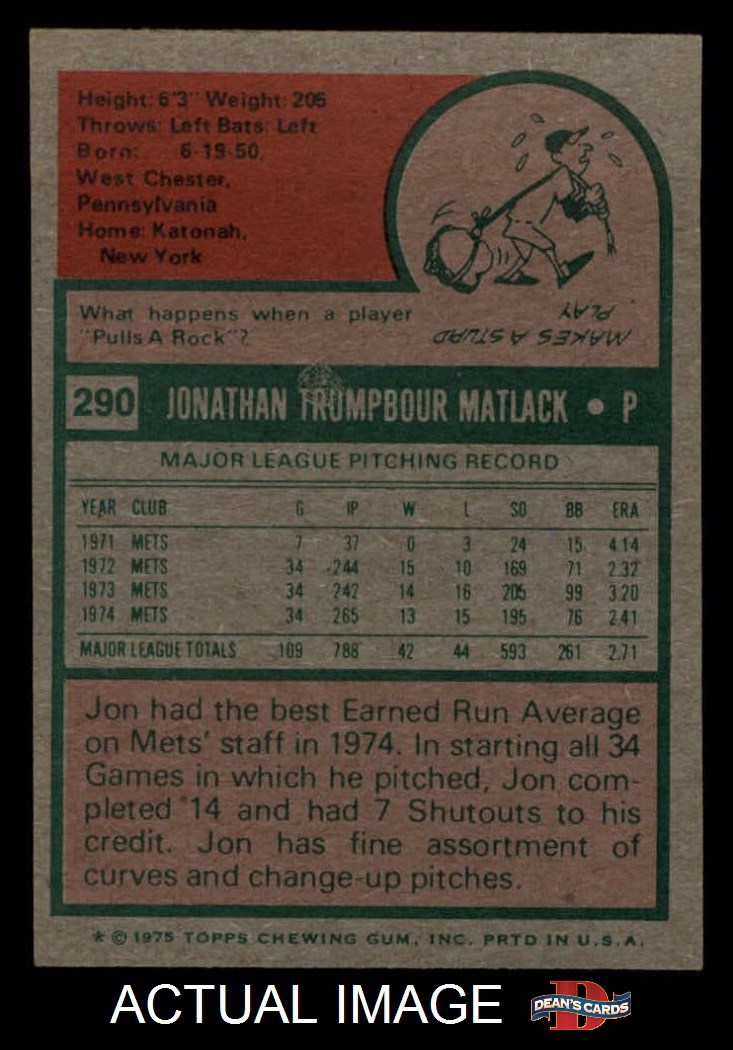 Height: 6'3" Weight: 205
Throws: Left Bats: Left
Born: 6-19-50,
West Chester,
Pennsylvania
Home: Katonah,
New York
What happens when a player
"Pulls A Rock"?
MAKES A STUPID
PLAY
290 JONATHAN TRUMPBOUR MATLACK • P
MAJOR LEAGUE PITCHING RECORD
YEAR CLUB G IP W L SO BB ERA
1971 METS 7 37 0 3 24 15 4.14
1972 METS 34 244 15 10 169 71 2.32
1973 METS 34 242 14 16 205 99 3.20
1974 METS 34 265 13 15 195 76 2.41
MAJOR LEAGUE TOTALS 109 788 42 44 593 261 2.71
Jon had the best Earned Run Average
on Mets' staff in 1974. In starting all 34
Games in which he pitched, Jon com-
pleted 14 and had 7 Shutouts to his
credit. Jon has fine assortment of
curves and change-up pitches.
* © 1975 TOPPS CHEWING GUM, INC. PRTD IN U.S.A.
ACTUAL IMAGE
DEAN'S CARDS